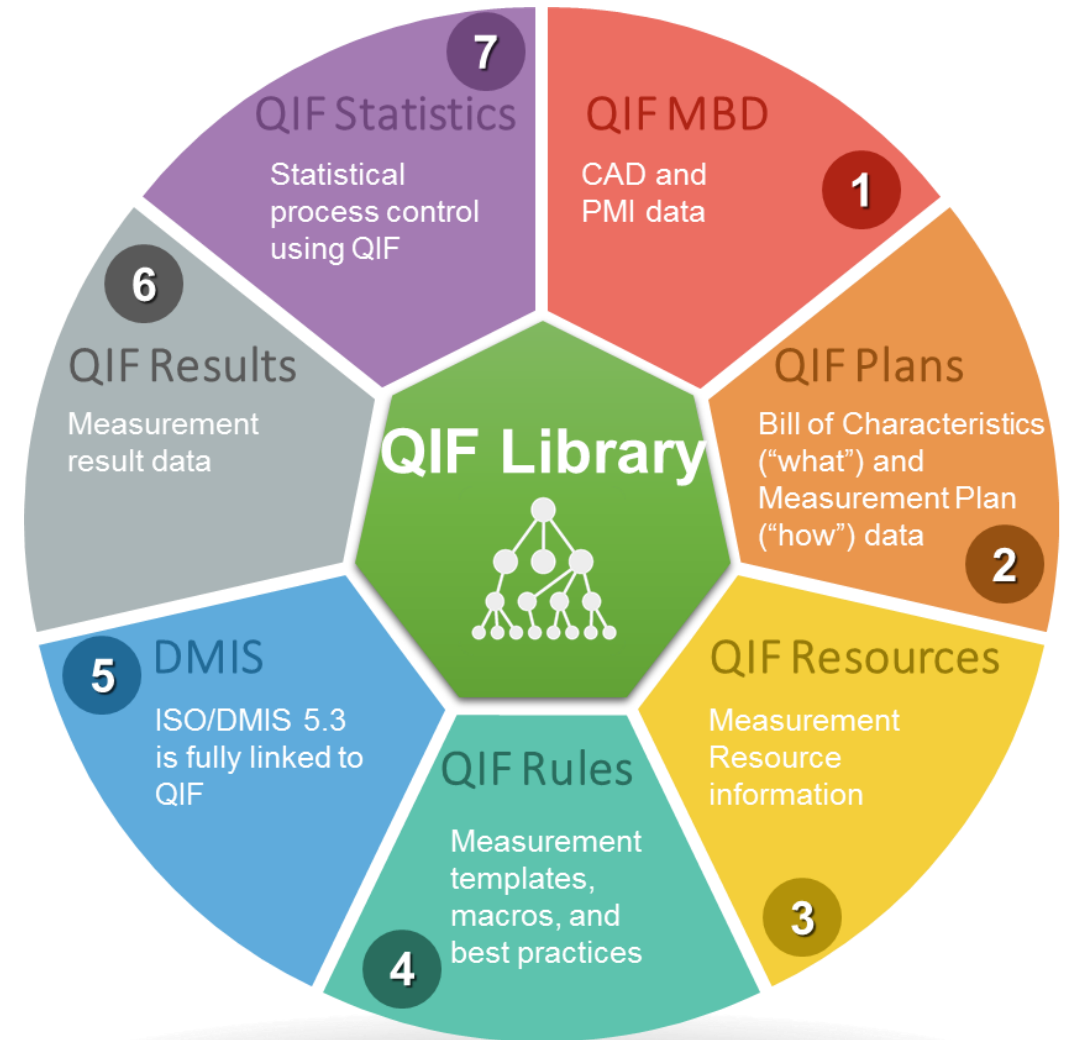 QIF MBD
CAD and
PMI data
1
QIF Plans
Bill of Characteristics
(“what”) and
Measurement Plan
(“how”) data
2
QIF Resources
Measurement
Resource
information
3
QIF Rules
Measurement
templates,
macros, and
best practices
4
5
DMIS
ISO/DMIS 5.3
is fully linked to
QIF
6
QIF Results
Measurement
result data
7
QIF Statistics
Statistical
process control
using QIF
QIF Library